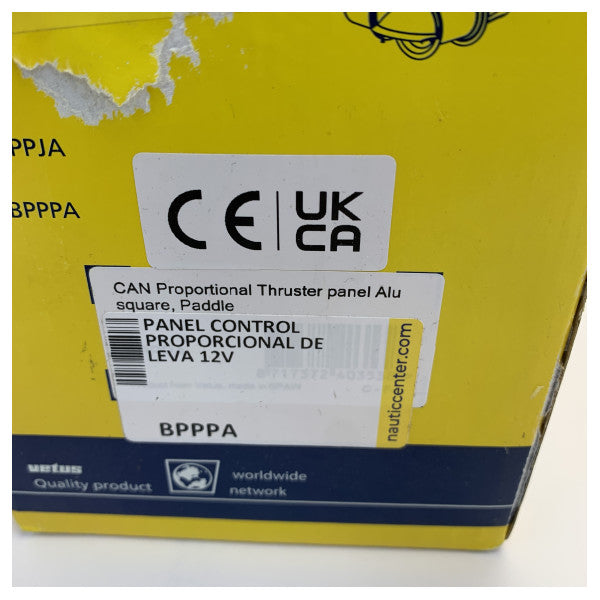 PPJA
BPPPA
CE
UK
CA
CAN Proportional Thruster panel Alu
square, Paddle
PANEL CONTROL
PROPORCIONAL DE
LEVA 12V
BPPPA
nauticcenter.com
vetus
Quality product
worldwide
network